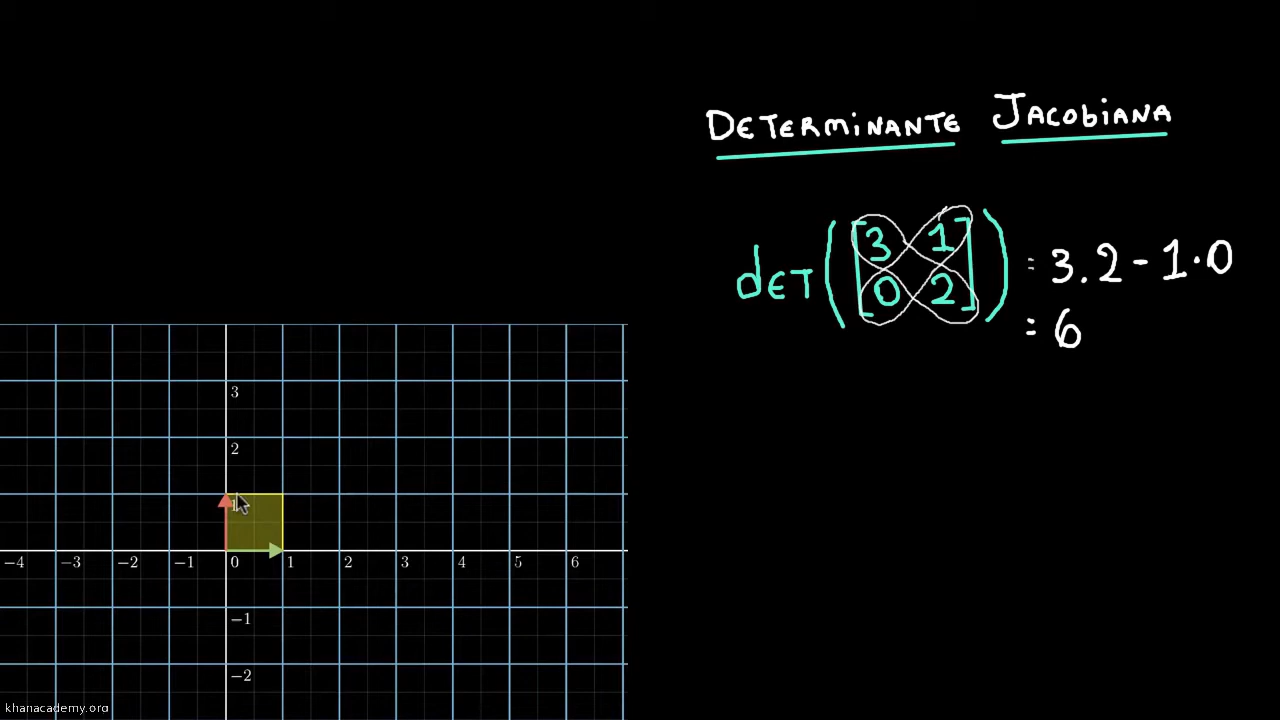 DETERMINANTE JACOBIANA
dET([3 1
0 2]) = 3.2 - 1·0
= 6
3
2
1
−4 −3 −2 −1 0 1 2 3 4 5 6
−1
−2
khanacademy.org